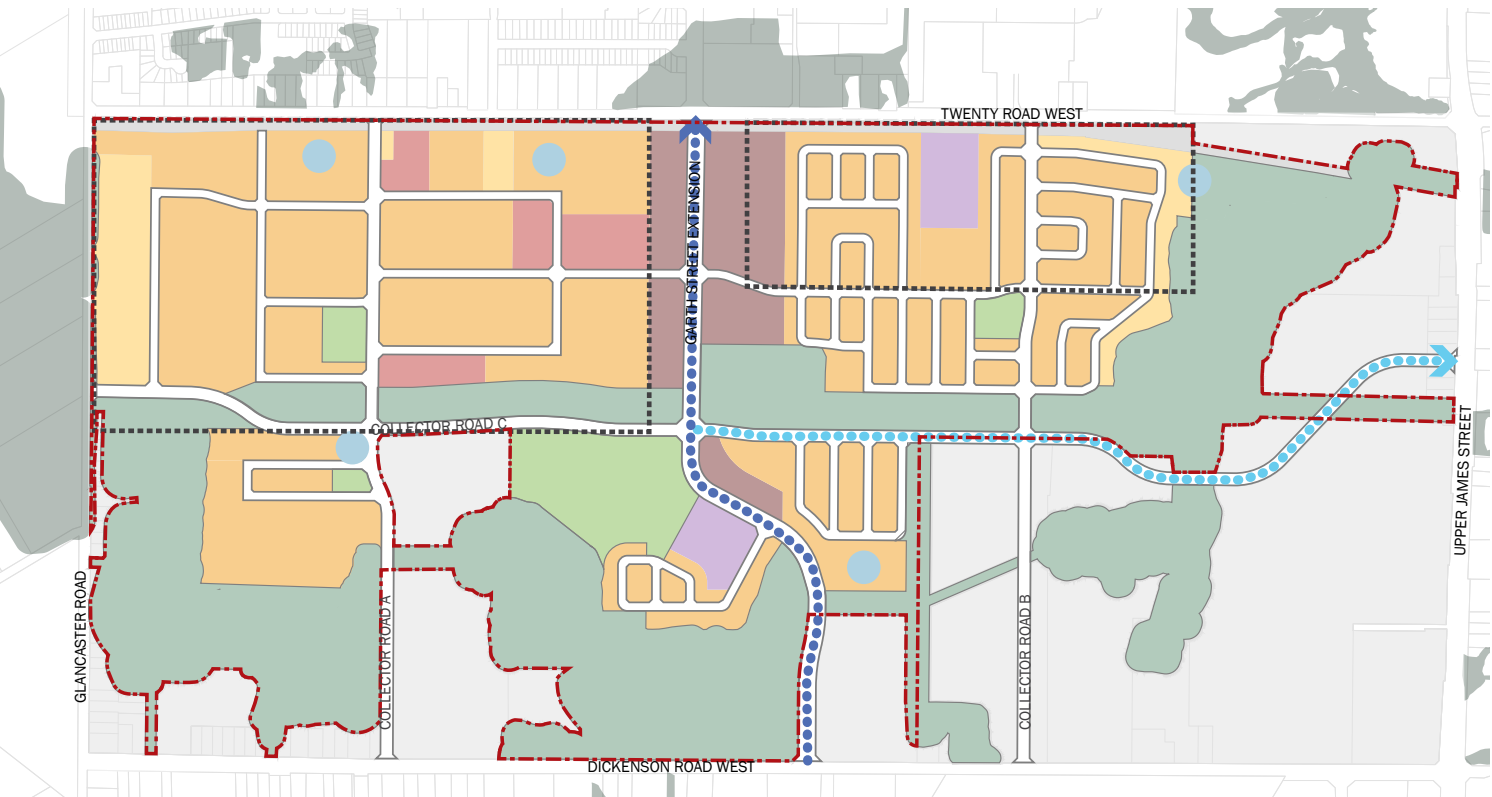 TWENTY ROAD WEST
GARTH STREET EXTENSION
COLLECTOR ROAD C
UPPER JAMES STREET
GLANCASTER ROAD
COLLECTOR ROAD A
COLLECTOR ROAD B
DICKENSON ROAD WEST